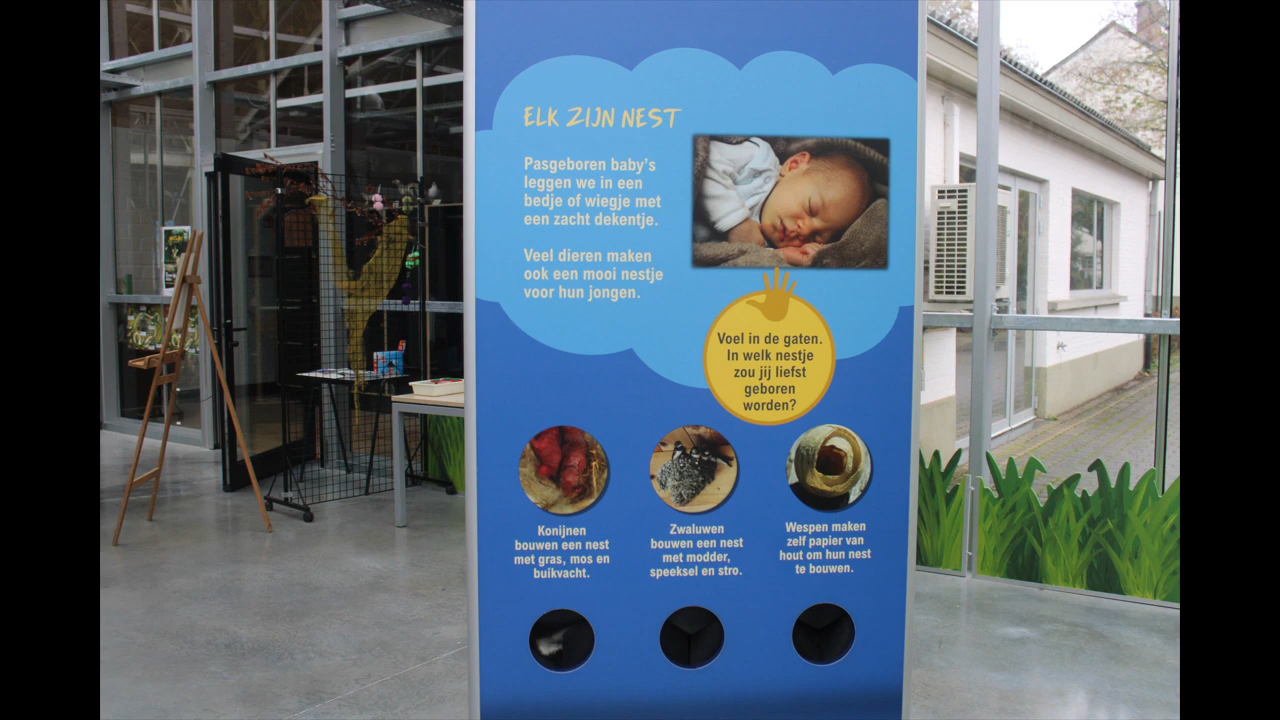 ELK ZIJN NEST
Pasgeboren baby's
leggen we in een
bedje of wiegje met
een zacht dekentje.
Veel dieren maken
ook een mooi nestje
voor hun jongen.
Voel in de gaten.
In welk nestje
zou jij liefst
geboren
worden?
Konijnen
bouwen een nest
met gras, mos en
buikvacht.
Zwaluwen
bouwen een nest
met modder,
speeksel en stro.
Wespen maken
zelf papier van
hout om hun nest
te bouwen.